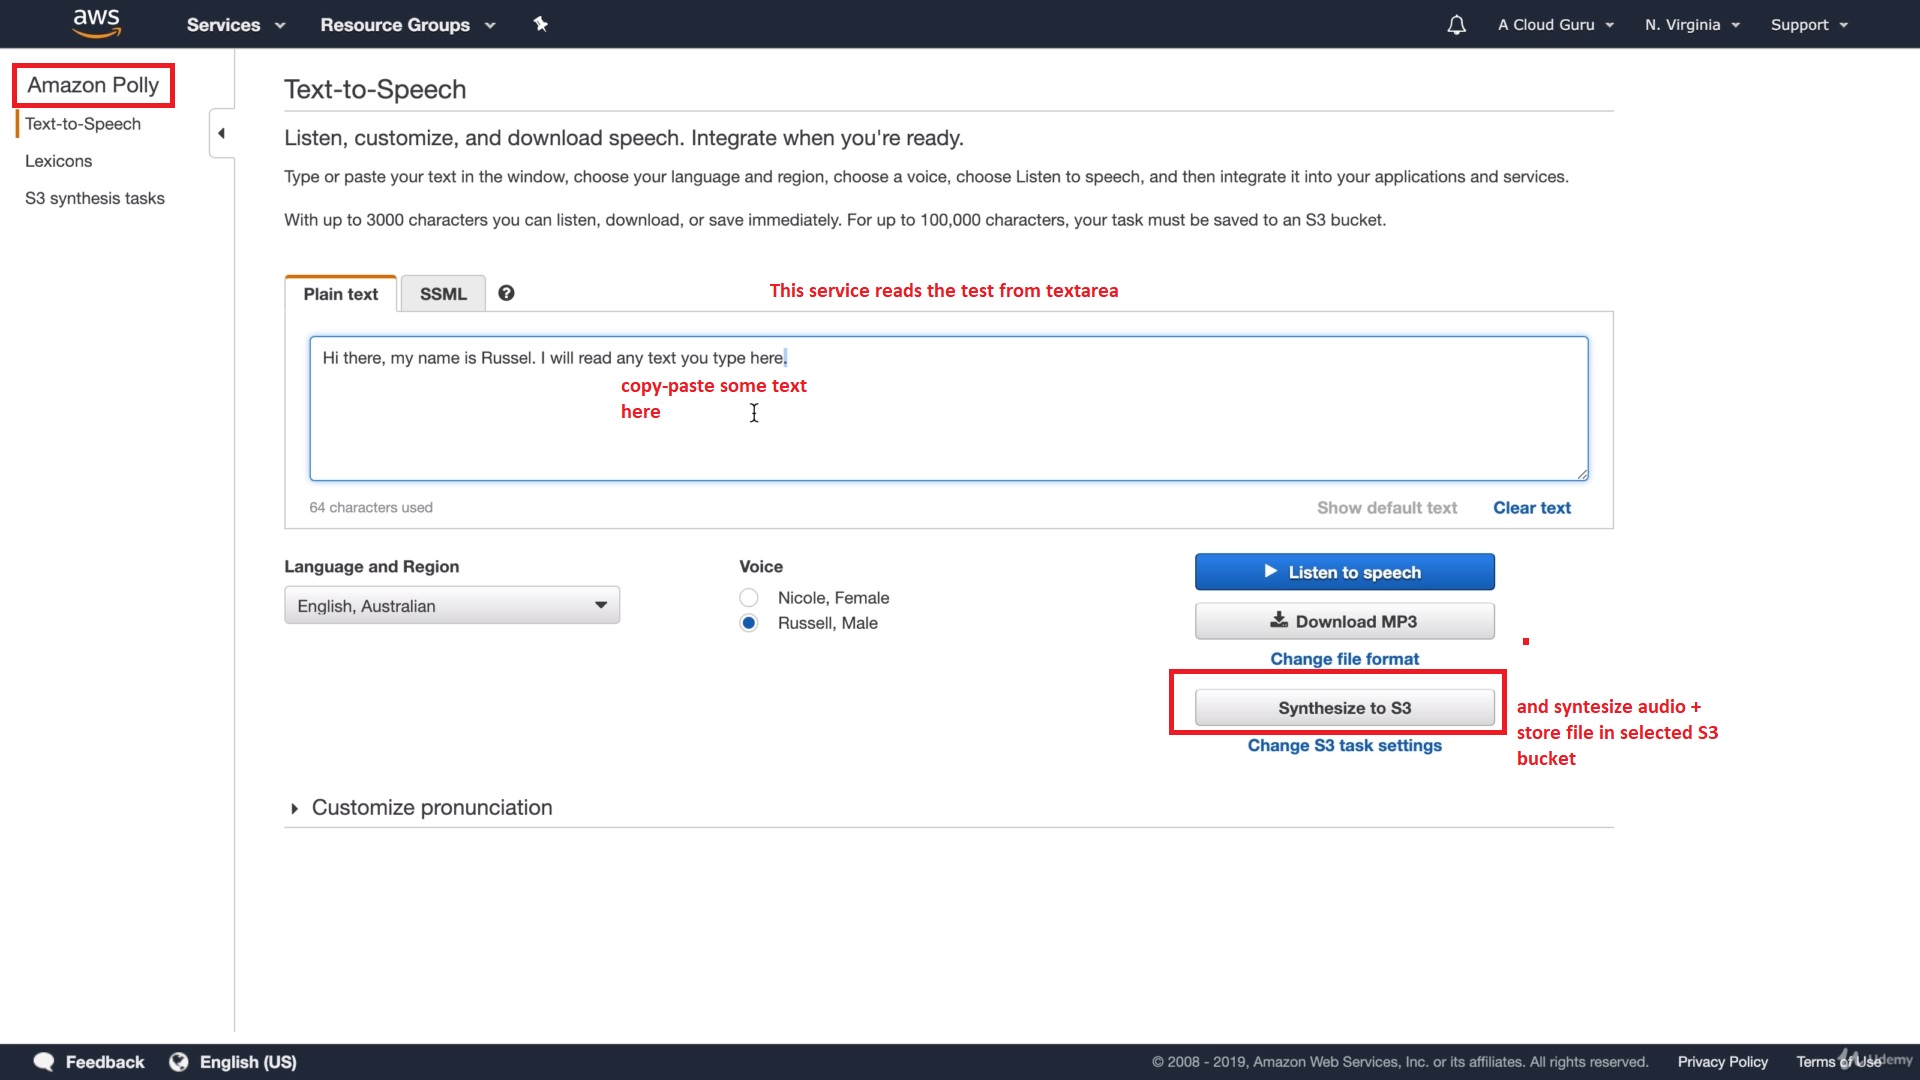 aws
Services
Resource Groups
A Cloud Guru
N. Virginia
Support
Amazon Polly
Text-to-Speech
Lexicons
S3 synthesis tasks
Text-to-Speech
Listen, customize, and download speech. Integrate when you're ready.
Type or paste your text in the window, choose your language and region, choose a voice, choose Listen to speech, and then integrate it into your applications and services.
With up to 3000 characters you can listen, download, or save immediately. For up to 100,000 characters, your task must be saved to an S3 bucket.
Plain text
SSML
?
This service reads the test from textarea
Hi there, my name is Russel. I will read any text you type here.
copy-paste some text
here
64 characters used
Show default text
Clear text
Language and Region
English, Australian
Voice
Nicole, Female
Russell, Male
Listen to speech
Download MP3
Change file format
Synthesize to S3
Change S3 task settings
and syntesize audio +
store file in selected S3
bucket
Customize pronunciation
Feedback
English (US)
© 2008 - 2019, Amazon Web Services, Inc. or its affiliates. All rights reserved.
Privacy Policy
Terms of Use
Udemy